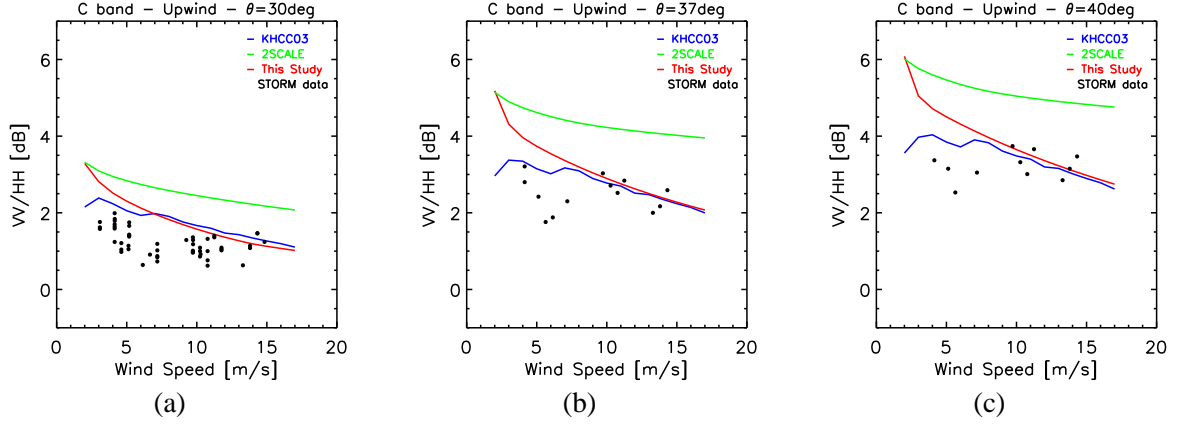 C band - Upwind - θ=30deg
KHCC03
2SCALE
This Study
STORM data
VV/HH [dB]
6
4
2
0
0 5 10 15 20
Wind Speed [m/s]
(a)
C band - Upwind - θ=37deg
KHCC03
2SCALE
This Study
STORM data
VV/HH [dB]
6
4
2
0
0 5 10 15 20
Wind Speed [m/s]
(b)
C band - Upwind - θ=40deg
KHCC03
2SCALE
This Study
STORM data
VV/HH [dB]
6
4
2
0
0 5 10 15 20
Wind Speed [m/s]
(c)